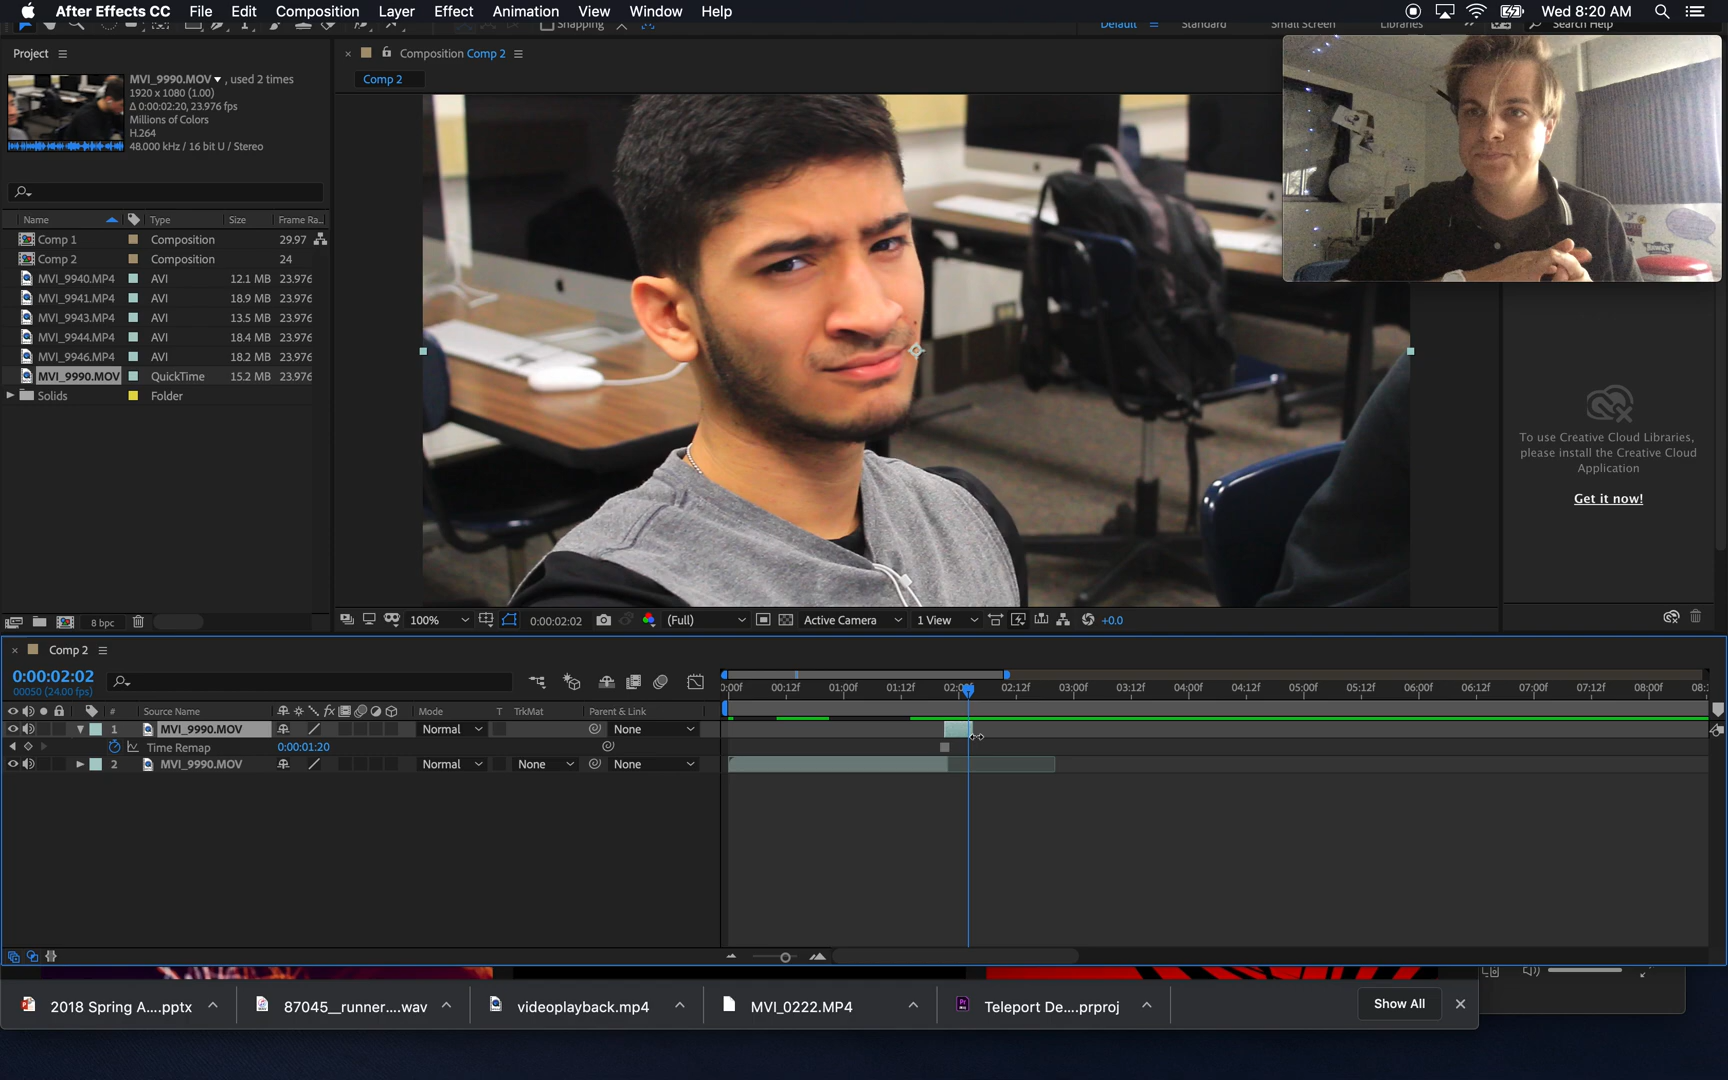 After Effects CC File Edit Composition Layer Effect Animation View Window Help Wed 8:20 AM
Snapping Default Standard Small Screen Libraries Search Help
Project
Composition Comp 2
Comp 2
MVI_9990.MOV , used 2 times
1920 x 1080 (1.00)
Δ 0:00:02:20, 23.976 fps
Millions of Colors
H.264
48.000 kHz / 16 bit U / Stereo
Name Type Size Frame Ra...
Comp 1 Composition 29.97
Comp 2 Composition 24
MVI_9940.MP4 AVI 12.1 MB 23.976
MVI_9941.MP4 AVI 18.9 MB 23.976
MVI_9943.MP4 AVI 13.5 MB 23.976
MVI_9944.MP4 AVI 18.4 MB 23.976
MVI_9946.MP4 AVI 18.2 MB 23.976
MVI_9990.MOV QuickTime 15.2 MB 23.976
Solids Folder
To use Creative Cloud Libraries,
please install the Creative Cloud
Application
Get it now!
8 bpc
100% 0:00:02:02 (Full) Active Camera 1 View +0.0
Comp 2
0:00:02:02
00050 (24.00 fps)
:00f 00:12f 01:00f 01:12f 02:00f 02:12f 03:00f 03:12f 04:00f 04:12f 05:00f 05:12f 06:00f 06:12f 07:00f 07:12f 08:00f 08:
# Source Name fx Mode T TrkMat Parent & Link
1 MVI_9990.MOV Normal None
Time Remap 0:00:01:20
2 MVI_9990.MOV Normal None None
2018 Spring A....pptx 87045__runner....wav videoplayback.mp4 MVI_0222.MP4 Pr Teleport De....prproj Show All